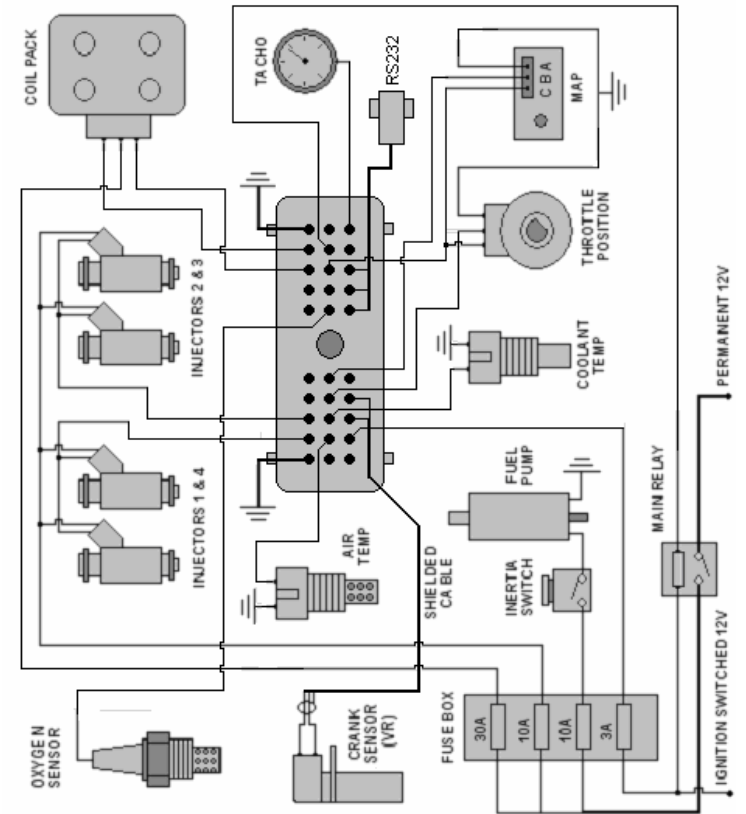 COIL PACK
TACHO
RS232
C B A
MAP
INJECTORS 2 & 3
THROTTLE
POSITION
COOLANT
TEMP
PERMANENT 12V
INJECTORS 1 & 4
FUEL
PUMP
MAIN RELAY
AIR
TEMP
SHIELDED
CABLE
INERTIA
SWITCH
OXYGEN
SENSOR
CRANK
SENSOR
(VR)
FUSE BOX
30A
10A
10A
3A
IGNITION SWITCHED 12V